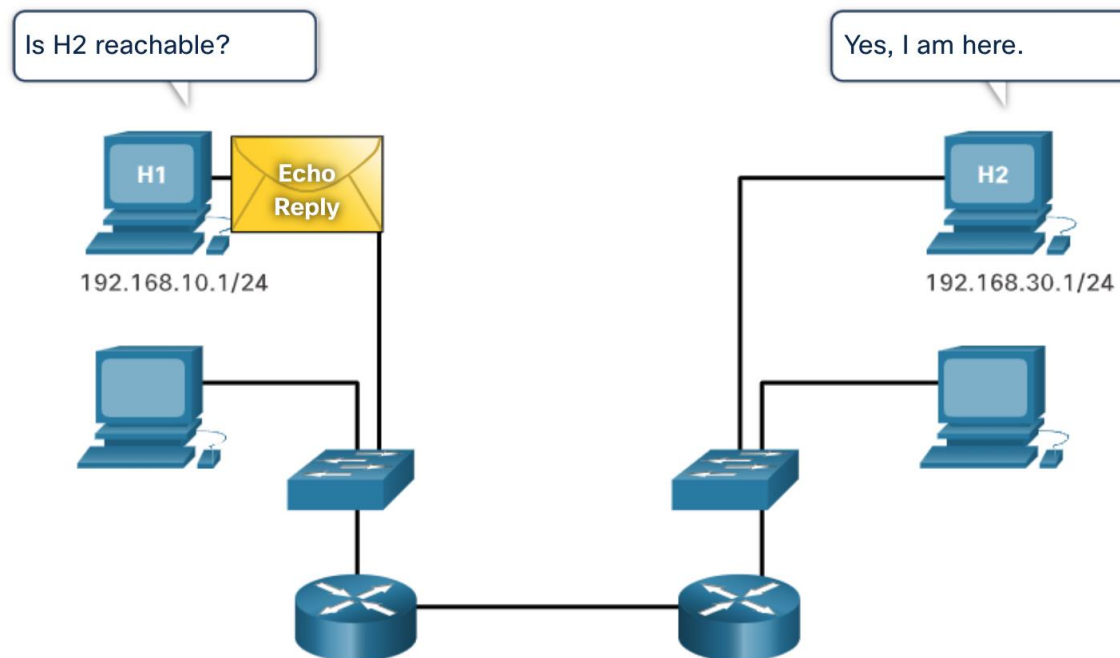 Is H2 reachable?
Yes, I am here.
H1
Echo
Reply
H2
192.168.10.1/24
192.168.30.1/24